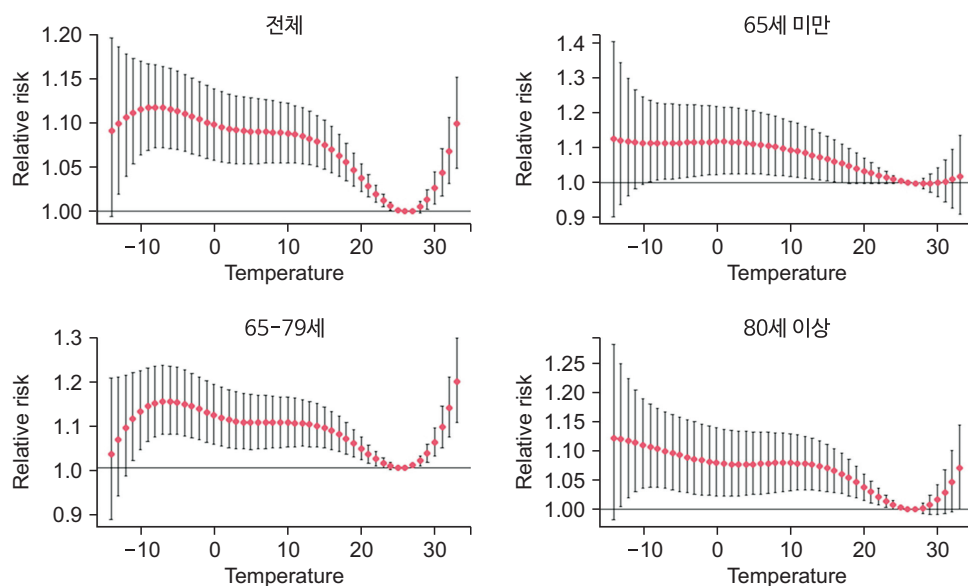 전체
1.20
1.15
1.10
1.05
1.00
Relative risk
−10 0 10 20 30
Temperature
65세 미만
1.4
1.3
1.2
1.1
1.0
0.9
Relative risk
−10 0 10 20 30
Temperature
65−79세
1.3
1.2
1.1
1.0
0.9
Relative risk
−10 0 10 20 30
Temperature
80세 이상
1.25
1.20
1.15
1.10
1.05
1.00
Relative risk
−10 0 10 20 30
Temperature